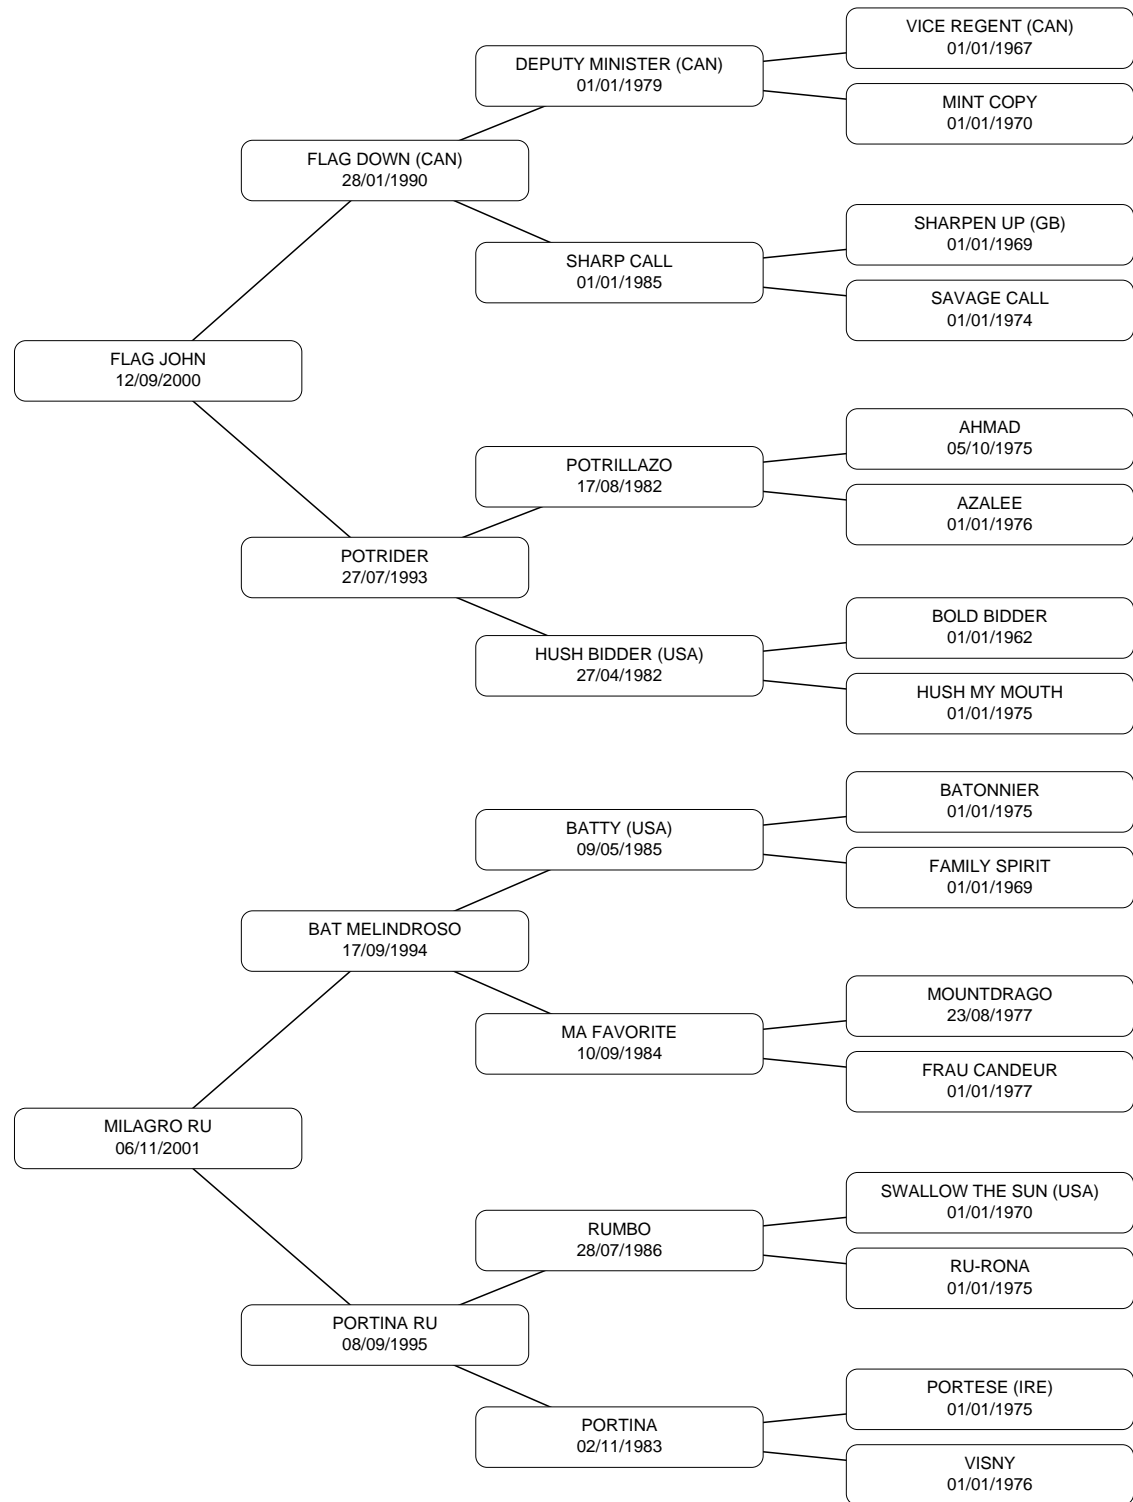 VICE REGENT (CAN)
01/01/1967
DEPUTY MINISTER (CAN)
01/01/1979
MINT COPY
01/01/1970
FLAG DOWN (CAN)
28/01/1990
SHARPEN UP (GB)
01/01/1969
SHARP CALL
01/01/1985
SAVAGE CALL
01/01/1974
FLAG JOHN
12/09/2000
AHMAD
05/10/1975
POTRILLAZO
17/08/1982
AZALEE
01/01/1976
POTRIDER
27/07/1993
BOLD BIDDER
01/01/1962
HUSH BIDDER (USA)
27/04/1982
HUSH MY MOUTH
01/01/1975
BATONNIER
01/01/1975
BATTY (USA)
09/05/1985
FAMILY SPIRIT
01/01/1969
BAT MELINDROSO
17/09/1994
MOUNTDRAGO
23/08/1977
MA FAVORITE
10/09/1984
FRAU CANDEUR
01/01/1977
MILAGRO RU
06/11/2001
SWALLOW THE SUN (USA)
01/01/1970
RUMBO
28/07/1986
RU-RONA
01/01/1975
PORTINA RU
08/09/1995
PORTESE (IRE)
01/01/1975
PORTINA
02/11/1983
VISNY
01/01/1976